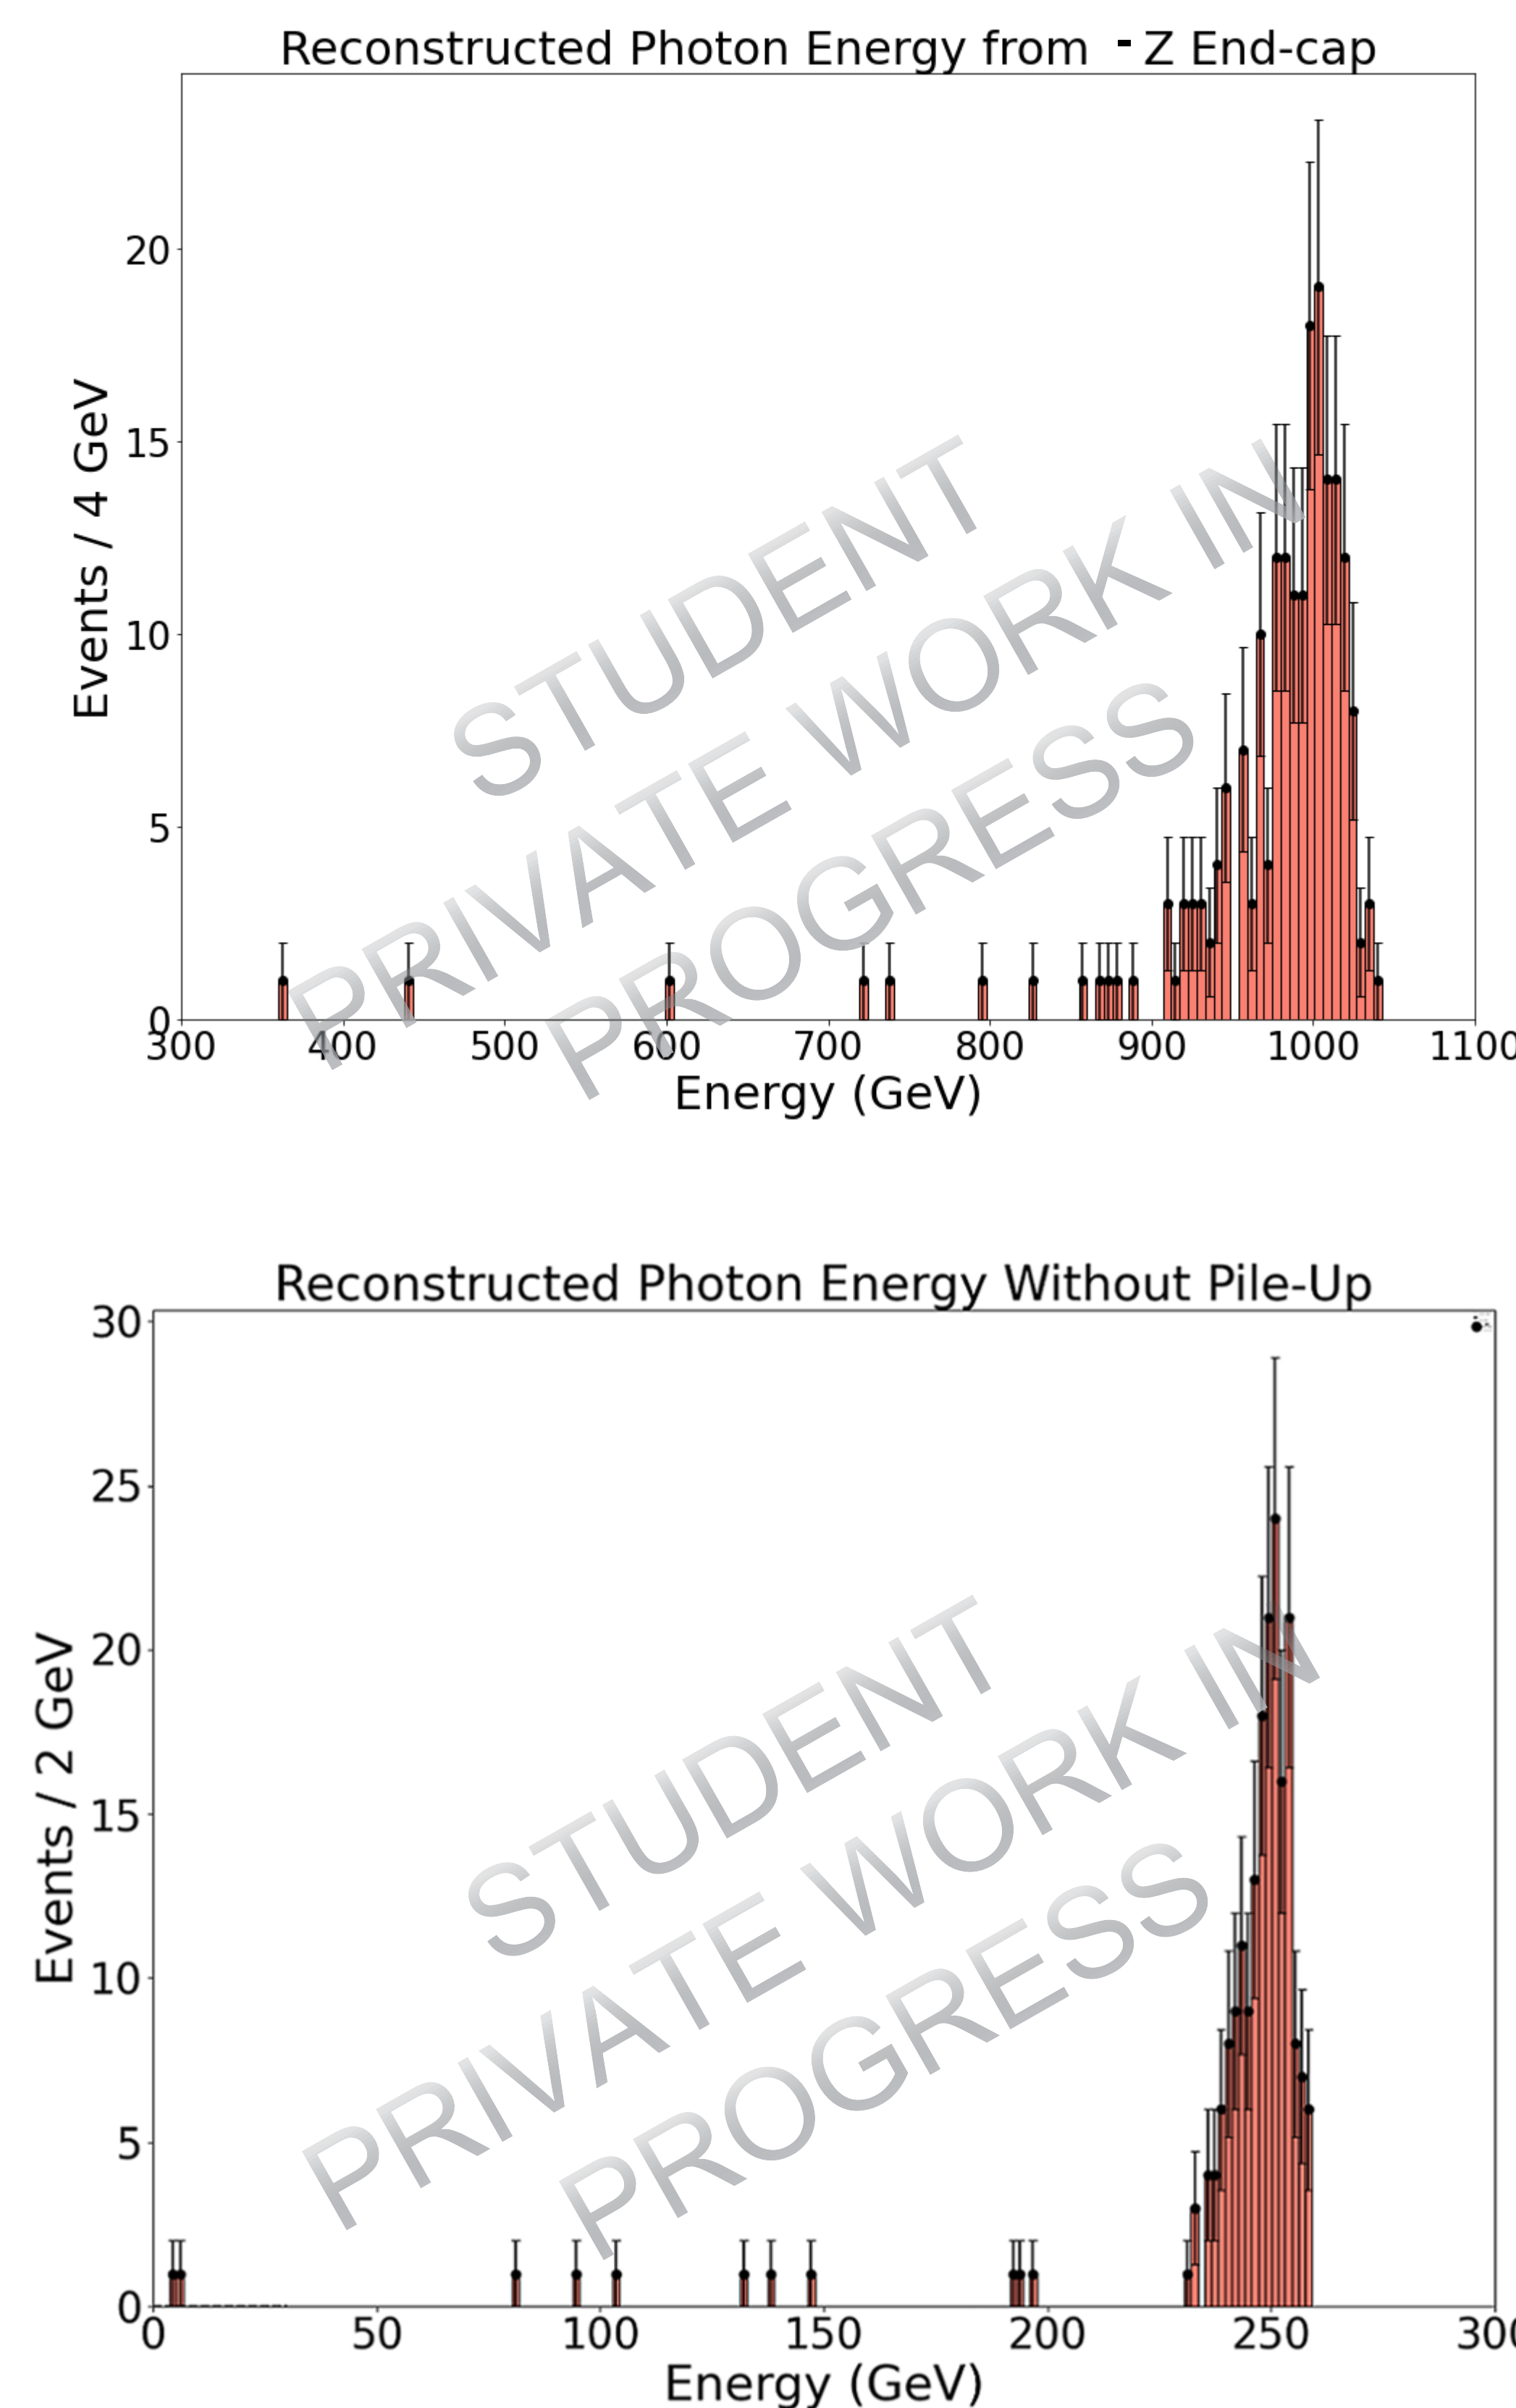 Reconstructed Photon Energy from - Z End-cap
Events / 4 GeV
20
15
10
5
0
300 400 500 600 700 800 900 1000 1100
Energy (GeV)
STUDENT
PRIVATE WORK IN
PROGRESS
Reconstructed Photon Energy Without Pile-Up
Events / 2 GeV
30
25
20
15
10
5
0
0 50 100 150 200 250 300
Energy (GeV)
STUDENT
PRIVATE WORK IN
PROGRESS